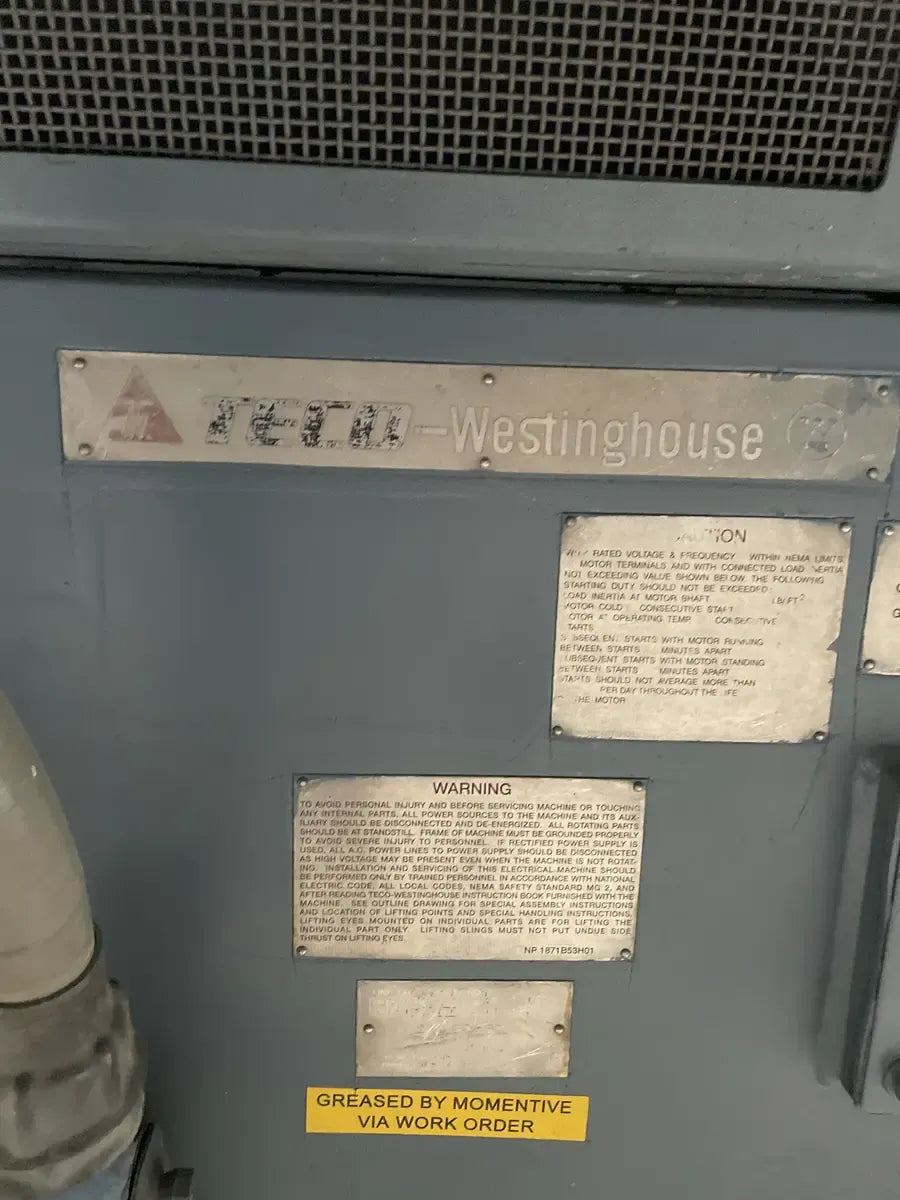 TECO-Westinghouse
CAUTION
RATED VOLTAGE & FREQUENCY WITHIN NEMA LIMITS
MOTOR TERMINALS AND WITH CONNECTED LOAD INERTIA
NOT EXCEEDING VALUE SHOWN BELOW THE FOLLOWING
STARTING DUTY SHOULD NOT BE EXCEEDED:
LOAD INERTIA AT MOTOR SHAFT LB/FT2
MOTOR COLD CONSECUTIVE START
MOTOR AT OPERATING TEMP CONSECUTIVE
STARTS
SUBSEQUENT STARTS WITH MOTOR RUNNING
BETWEEN STARTS MINUTES APART
SUBSEQUENT STARTS WITH MOTOR STANDING
BETWEEN STARTS MINUTES APART
STARTS SHOULD NOT AVERAGE MORE THAN
PER DAY THROUGHOUT THE LIFE
THE MOTOR
WARNING
TO AVOID PERSONAL INJURY AND BEFORE SERVICING MACHINE OR TOUCHING
ANY INTERNAL PARTS, ALL POWER SOURCES TO THE MACHINE AND ITS AUX-
ILIARY SHOULD BE DISCONNECTED AND DE-ENERGIZED. ALL ROTATING PARTS
SHOULD BE AT STANDSTILL. FRAME OF MACHINE MUST BE GROUNDED PROPERLY
TO AVOID SEVERE INJURY TO PERSONNEL. IF RECTIFIED POWER SUPPLY IS
USED, ALL A.C. POWER LINES TO POWER SUPPLY SHOULD BE DISCONNECTED
AS HIGH VOLTAGE MAY BE PRESENT EVEN WHEN THE MACHINE IS NOT ROTAT-
ING. INSTALLATION AND SERVICING OF THIS ELECTRICAL MACHINE SHOULD
BE PERFORMED ONLY BY TRAINED PERSONNEL IN ACCORDANCE WITH NATIONAL
ELECTRIC CODE, ALL LOCAL CODES, NEMA SAFETY STANDARD MG 2, AND
AFTER READING TECO-WESTINGHOUSE INSTRUCTION BOOK FURNISHED WITH THE
MACHINE. SEE OUTLINE DRAWING FOR SPECIAL ASSEMBLY INSTRUCTIONS
AND LOCATION OF LIFTING POINTS AND SPECIAL HANDLING INSTRUCTIONS.
LIFTING EYES MOUNTED ON INDIVIDUAL PARTS ARE FOR LIFTING THE
INDIVIDUAL PART ONLY. LIFTING SLINGS MUST NOT PUT UNDUE SIDE
THRUST ON LIFTING EYES.
NP 1871B53H01
GREASED BY MOMENTIVE
VIA WORK ORDER